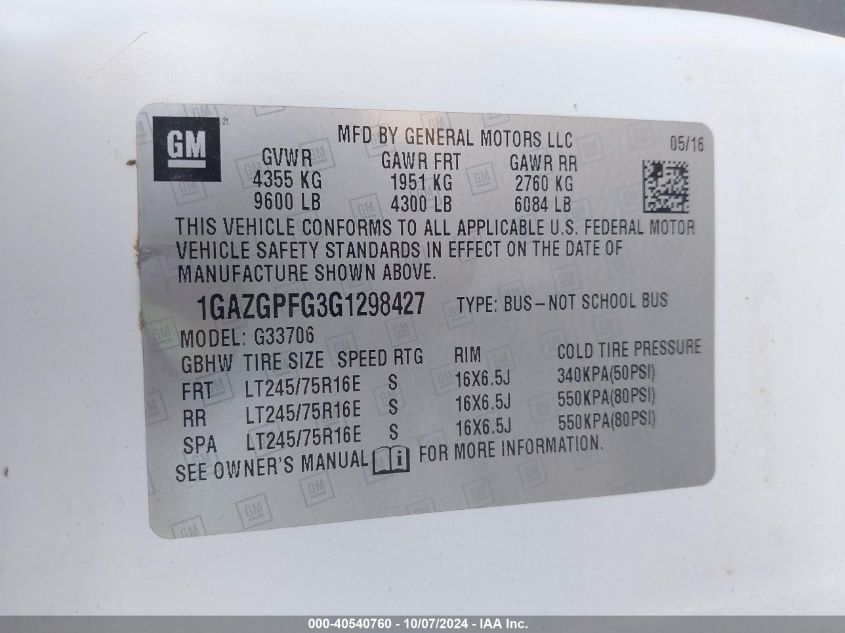 GM
MFD BY GENERAL MOTORS LLC
05/16
GVWR GAWR FRT GAWR RR
4355 KG 1951 KG 2760 KG
9600 LB 4300 LB 6084 LB
THIS VEHICLE CONFORMS TO ALL APPLICABLE U.S. FEDERAL MOTOR
VEHICLE SAFETY STANDARDS IN EFFECT ON THE DATE OF
MANUFACTURE SHOWN ABOVE.
1GAZGPFG3G1298427 TYPE: BUS-NOT SCHOOL BUS
MODEL: G33706
GBHW TIRE SIZE SPEED RTG RIM COLD TIRE PRESSURE
FRT LT245/75R16E S 16X6.5J 340KPA(50PSI)
RR LT245/75R16E S 16X6.5J 550KPA(80PSI)
SPA LT245/75R16E S 16X6.5J 550KPA(80PSI)
SEE OWNER'S MANUAL i FOR MORE INFORMATION.
000-40540760 - 10/07/2024 - IAA Inc.